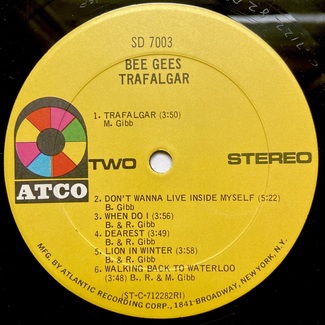 SD 7003
BEE GEES
TRAFALGAR
1. TRAFALGAR (3:50)
M. Gibb
ATCO
TWO
STEREO
2. DON'T WANNA LIVE INSIDE MYSELF (5:22)
B. Gibb
3. WHEN DO I (3:56)
B. & R. Gibb
4. DEAREST (3:49)
B. & R. Gibb
5. LION IN WINTER (3:58)
B. & R. Gibb
6. WALKING BACK TO WATERLOO
(3:48) B., R. & M. Gibb
(ST-C-712282RI)
MFG. BY ATLANTIC RECORDING CORP., 1841 BROADWAY, NEW YORK, N.Y.